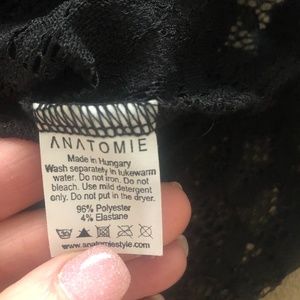 ANATOMIE
Made in Hungary
Wash separately in lukewarm
water. Do not iron. Do not
bleach. Use mild detergent
only. Do not put in the dryer.
96% Polyester
4% Elastane
www.anatomiestyle.com